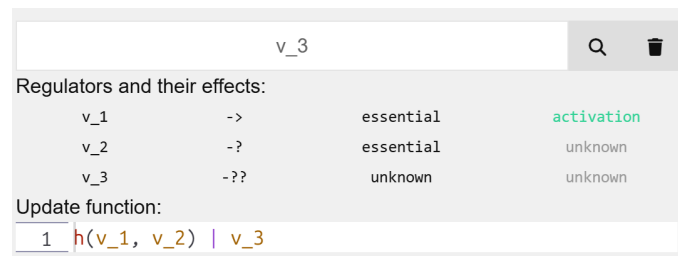 v_3
Regulators and their effects:
v_1 -> essential activation
v_2 -? essential unknown
v_3 -?? unknown unknown
Update function:
1 h(v_1, v_2) | v_3